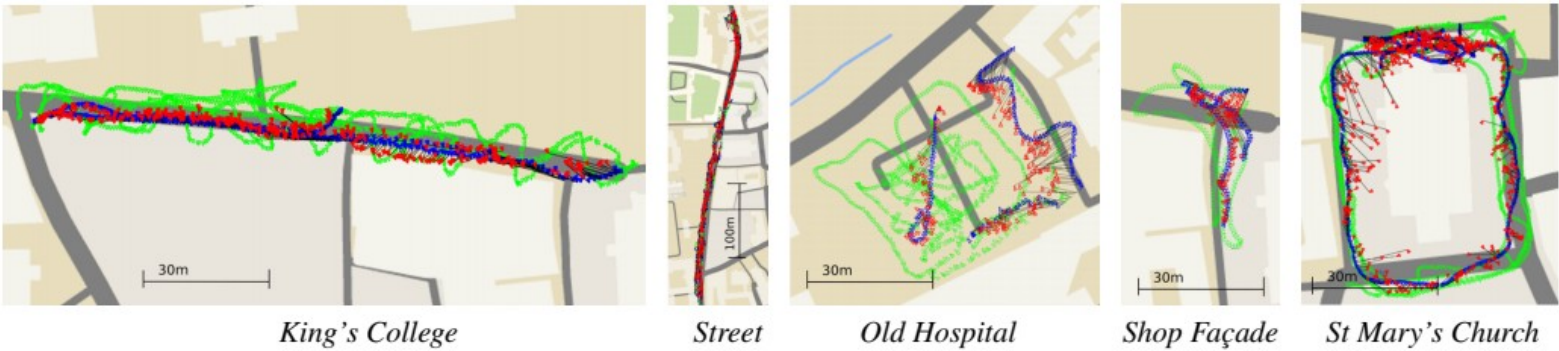 30m
100m
30m
30m
30m
King's College
Street
Old Hospital
Shop Façade
St Mary's Church